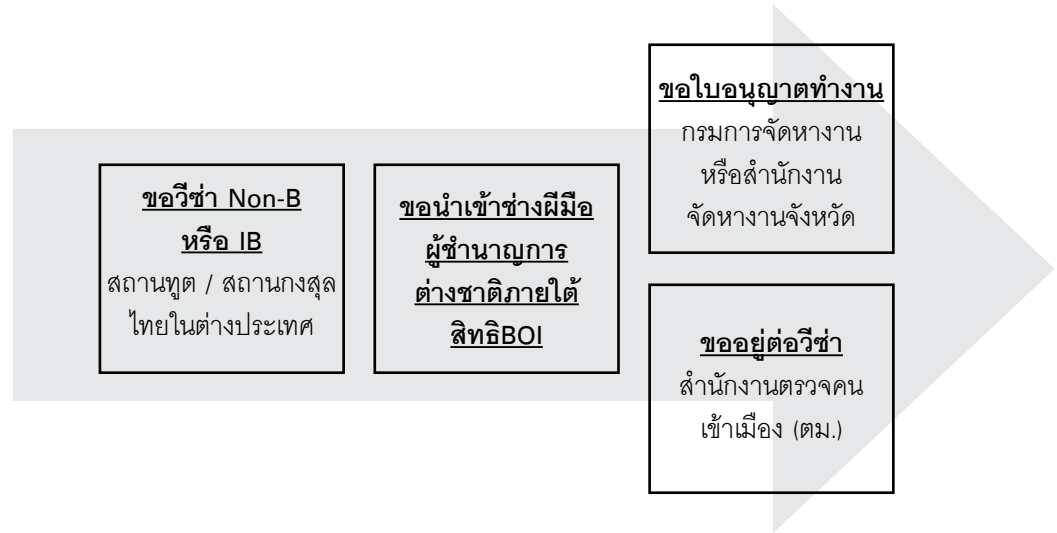 ขอวีซ่า Non-B
หรือ IB
สถานทูต / สถานกงสุล
ไทยในต่างประเทศ
ขอนำเข้าช่างฝีมือ
ผู้ชำนาญการ
ต่างชาติภายใต้
สิทธิBOI
ขอใบอนุญาตทำงาน
กรมการจัดหางาน
หรือสำนักงาน
จัดหางานจังหวัด
ขออยู่ต่อวีซ่า
สำนักงานตรวจคน
เข้าเมือง (ตม.)